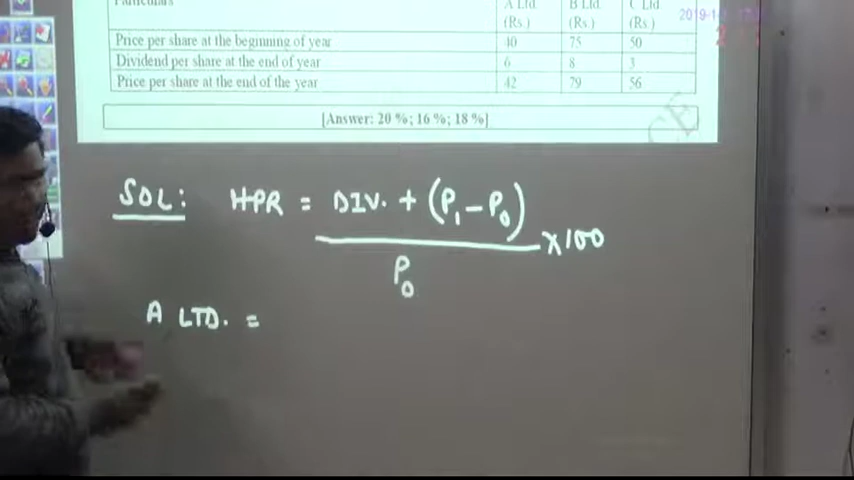 Particulars A Ltd B Ltd C Ltd
(Rs.) (Rs.) (Rs.)
Price per share at the beginning of year 40 75 50
Dividend per share at the end of year 6 8 3
Price per share at the end of the year 42 79 56
[Answer: 20 %; 16 %; 18 %]
SOL: HPR = DIV. + (P₁ - P₀)
× 100
P₀
A LTD. =